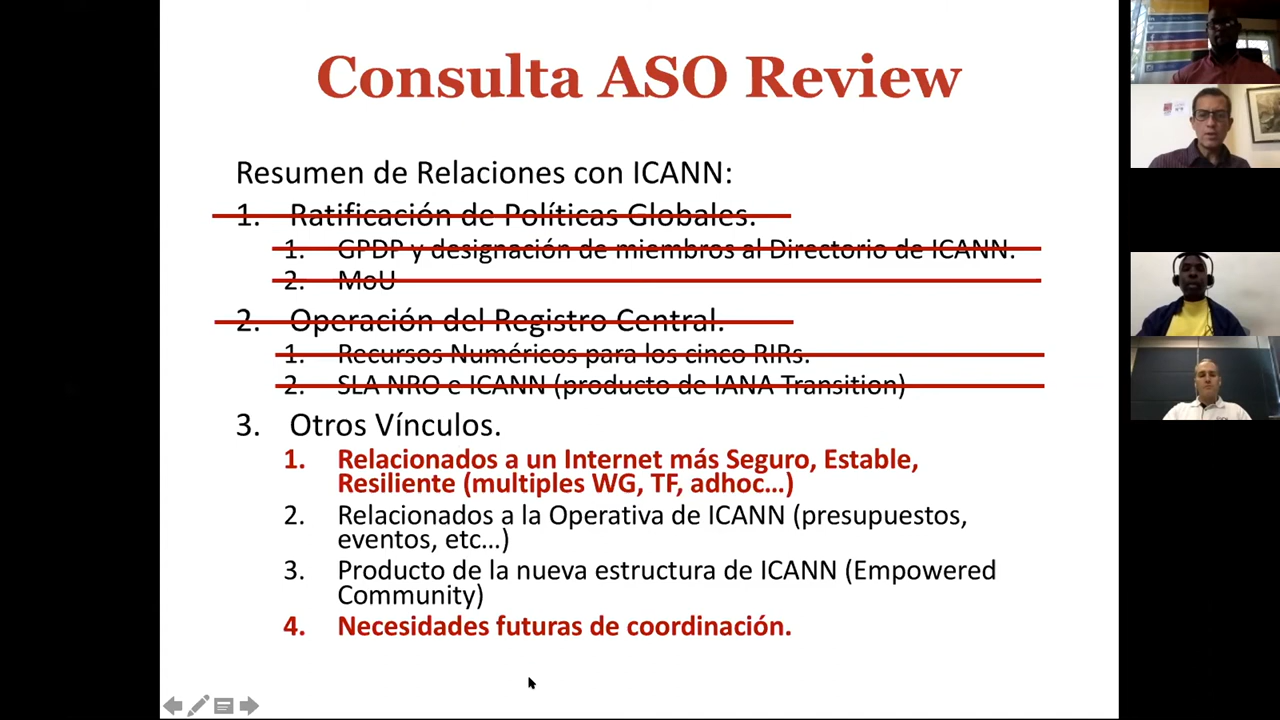 Consulta ASO Review
Resumen de Relaciones con ICANN:
1. Ratificación de Políticas Globales.
1. GPDP y designación de miembros al Directorio de ICANN.
2. MoU
2. Operación del Registro Central.
1. Recursos Numéricos para los cinco RIRs.
2. SLA NRO e ICANN (producto de IANA Transition)
3. Otros Vínculos.
1. Relacionados a un Internet más Seguro, Estable,
Resiliente (multiples WG, TF, adhoc...)
2. Relacionados a la Operativa de ICANN (presupuestos,
eventos, etc...)
3. Producto de la nueva estructura de ICANN (Empowered
Community)
4. Necesidades futuras de coordinación.